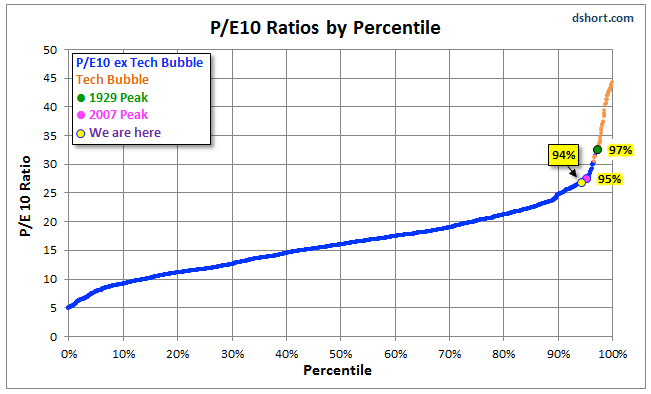 dshort.com
P/E10 Ratios by Percentile
50
45
40
35
30
25
20
15
10
5
0
P/E 10 Ratio
P/E10 ex Tech Bubble
Tech Bubble
1929 Peak
2007 Peak
We are here
94%
97%
95%
0% 10% 20% 30% 40% 50% 60% 70% 80% 90% 100%
Percentile